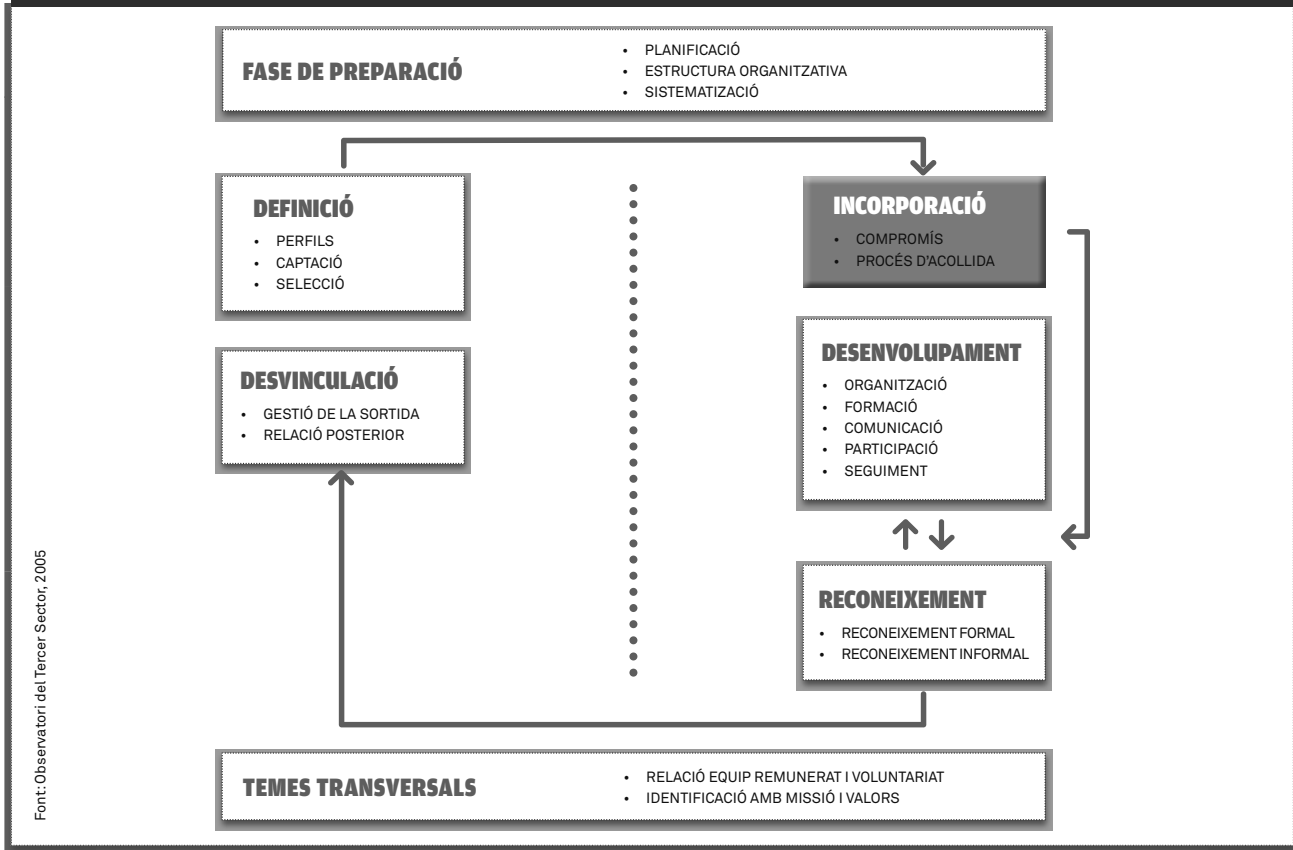 FASE DE PREPARACIÓ
• PLANIFICACIÓ
• ESTRUCTURA ORGANITZATIVA
• SISTEMATIZACIÓ
DEFINICIÓ
• PERFILS
• CAPTACIÓ
• SELECCIÓ
INCORPORACIÓ
• COMPROMÍS
• PROCÉS D'ACOLLIDA
DESENVOLUPAMENT
• ORGANITZACIÓ
• FORMACIÓ
• COMUNICACIÓ
• PARTICIPACIÓ
• SEGUIMENT
RECONEIXEMENT
• RECONEIXEMENT FORMAL
• RECONEIXEMENT INFORMAL
DESVINCULACIÓ
• GESTIÓ DE LA SORTIDA
• RELACIÓ POSTERIOR
TEMES TRANSVERSALS
• RELACIÓ EQUIP REMUNERAT I VOLUNTARIAT
• IDENTIFICACIÓ AMB MISSIÓ I VALORS
Font: Observatori del Tercer Sector, 2005